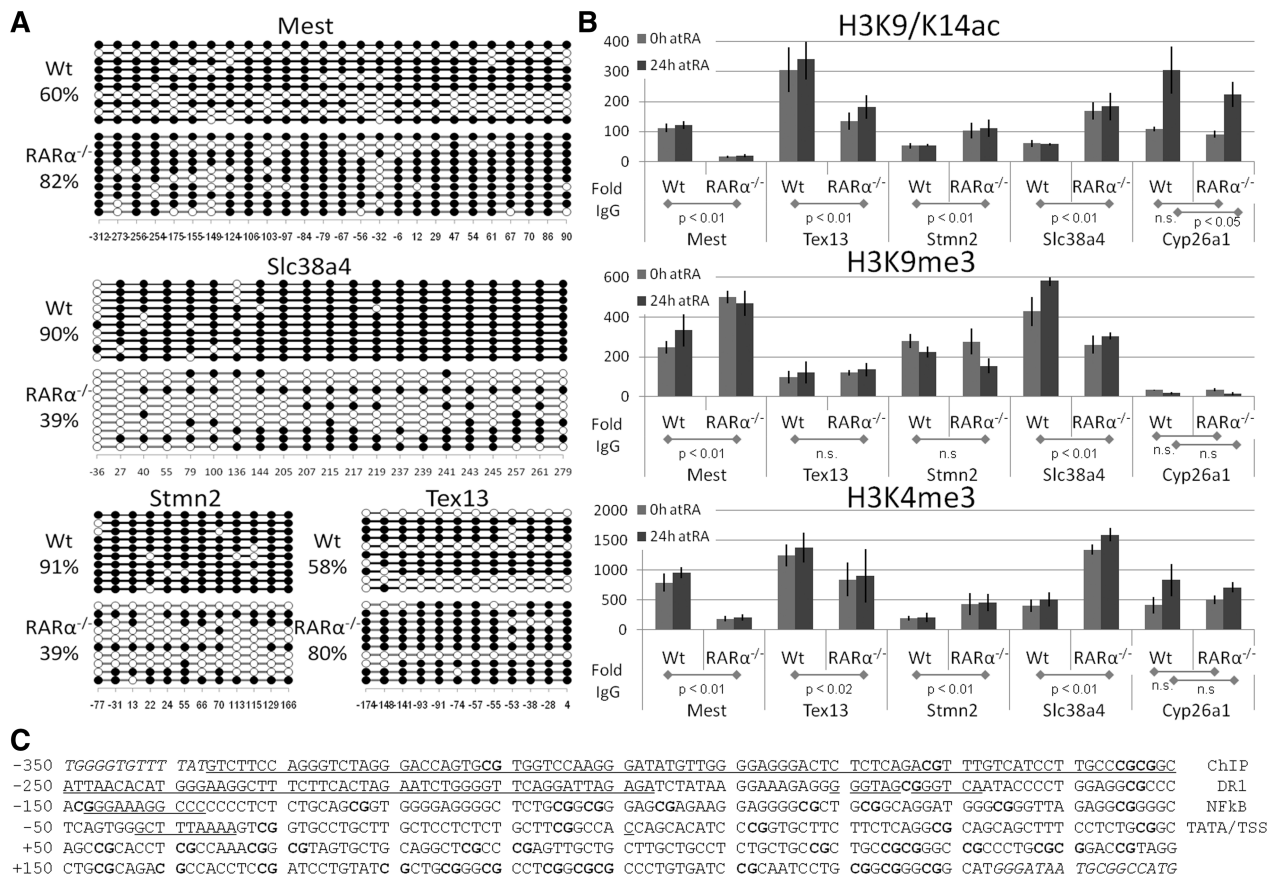 A
Mest
Wt
60%
RARα-/-
82%
-312-273-256-254-175-155-149-124-106-103-97 -84 -79 -67 -56 -32 -6 12 29 47 54 61 67 70 86 90
Slc38a4
Wt
90%
RARα-/-
39%
-36 27 40 55 79 100 136 144 205 207 215 217 219 237 239 241 243 245 257 261 279
Stmn2
Wt
91%
RARα-/-
39%
-77 -31 13 22 24 55 66 70 113 115 129 166
Tex13
Wt
58%
RARα-/-
80%
-174-148-141 -93 -91 -74 -57 -55 -53 -38 -28 4
B
H3K9/K14ac
0h atRA
24h atRA
400
300
200
100
0
Fold
IgG
Wt RARα-/- Wt RARα-/- Wt RARα-/- Wt RARα-/- Wt RARα-/-
p < 0.01 p < 0.01 p < 0.01 p < 0.01 n.s. p < 0.05
Mest Tex13 Stmn2 Slc38a4 Cyp26a1
H3K9me3
0h atRA
24h atRA
600
400
200
0
Fold
IgG
Wt RARα-/- Wt RARα-/- Wt RARα-/- Wt RARα-/- Wt RARα-/-
p < 0.01 n.s. n.s p < 0.01 n.s. n.s
Mest Tex13 Stmn2 Slc38a4 Cyp26a1
H3K4me3
0h atRA
24h atRA
2000
1500
1000
500
0
Fold
IgG
Wt RARα-/- Wt RARα-/- Wt RARα-/- Wt RARα-/- Wt RARα-/-
p < 0.01 p < 0.02 p < 0.01 p < 0.01 n.s. n.s
Mest Tex13 Stmn2 Slc38a4 Cyp26a1
C
-350 TGGGGTGTTT TATGTCTTCC AGGGTCTAGG GACCAGTGCG TGGTCCAAGG GATATGTTGG GGAGGGACTC CTCTCAGACGT TTGTCATCCT TGCCCGCGGC ChIP
-250 ATTAACACAT GGGAAGGCTT TCTTCACTAG AATCTGGTCC TAGGATTAGG AGATCTATAA GGAAAGAGGG GGTAGCGGGT CAATACCCCT GGAGGCGCCC DR1
-150 ACGGGAAAGG CCCCCCCTCT CTGCAGCGGT GGGGAGGGGC TCTGCGGCGG GAGCGAGAAG GAGGGGCGCT GCGGCAGGAT GGGCGGGTTA GAGGCGGGGC NFkB
-50 TCAGTGGGCT TTAAAAGTCG GTGCCTGCTT GCTCCTCTCT GCTTCGGCCA CCAGCACATC CCGGTGCTTC TTCTCAGGCG CAGCAGCTTT CCTCTGCGGC TATA/TSS
+50 AGCCGCACCT CGCCAAACGG CGTAGTGCTG CAGGCTCGCC CGAGTTGCTG CTTGCTGCCT CTCTGCTCGC TGCCGCGGGC CGCCCTGCGC GGACCGTAGG
+150 CTGCGCAGAC GCCACCTCCG ATCCTGTATC GCTGCGGGCG CCTCGGCGCG CCCTGTGATC CGCAATCCTG CGGCGGGCGG CATGGGATAA TGCGGCCATG